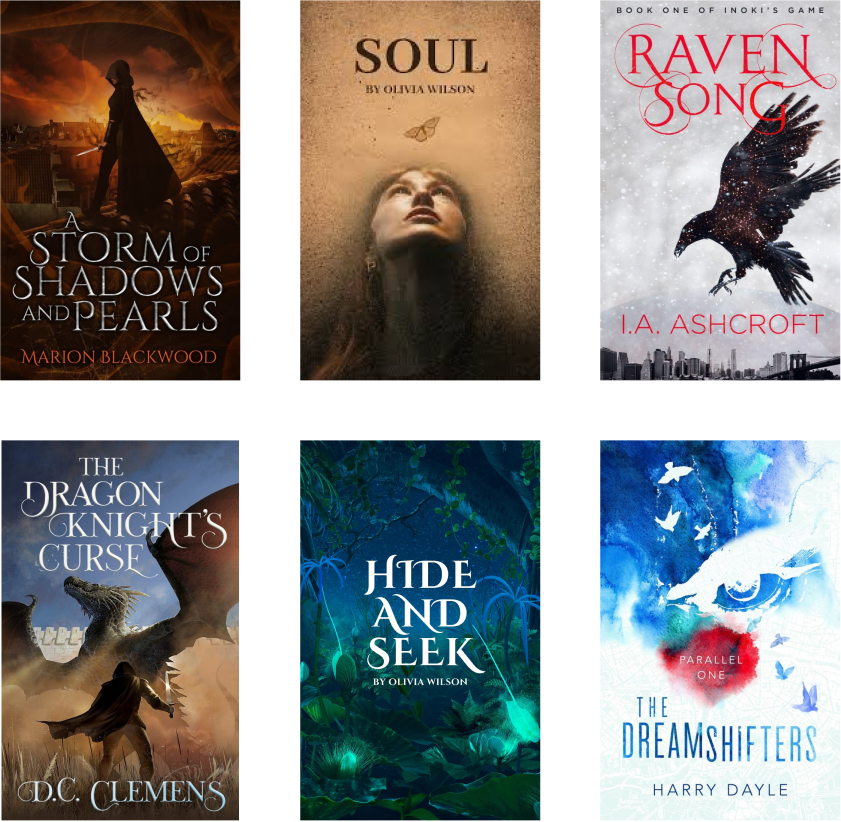 A
STORM OF
SHADOWS
AND PEARLS
MARION BLACKWOOD
SOUL
BY OLIVIA WILSON
BOOK ONE OF INOKI'S GAME
RAVEN
SONG
I.A. ASHCROFT
THE
DRAGON
KNIGHT'S
CURSE
D.C. CLEMENS
HIDE
AND
SEEK
BY OLIVIA WILSON
PARALLEL
ONE
THE
DREAMSHIFTERS
HARRY DAYLE